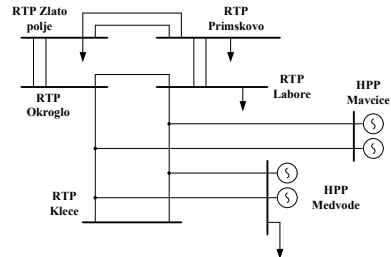 RTP Zlato
polje
RTP
Primskovo
RTP
Okroglo
RTP
Labore
HPP
Mavcice
RTP
Klece
HPP
Medvode